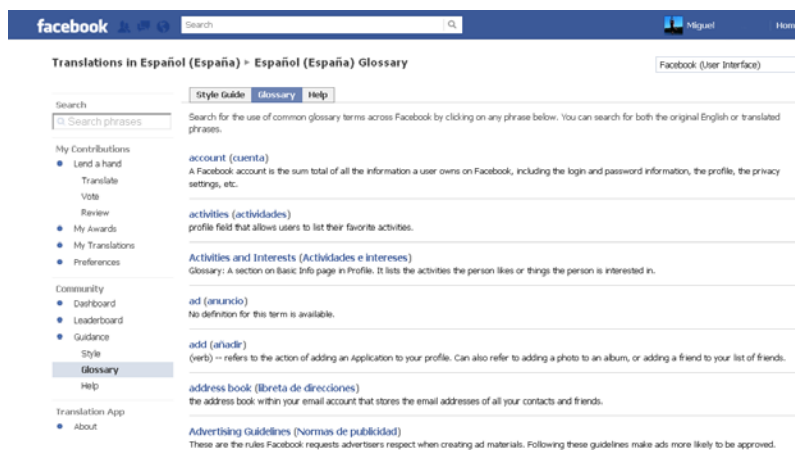 facebook Search Miguel Hom
Translations in Español (España) ▸ Español (España) Glossary
Facebook (User Interface)
Search
Search phrases
My Contributions
Lend a hand
Translate
Vote
Review
My Awards
My Translations
Preferences
Community
Dashboard
Leaderboard
Guidance
Style
Glossary
Help
Translation App
About
Style Guide Glossary Help
Search for the use of common glossary terms across Facebook by clicking on any phrase below. You can search for both the original English or translated
phrases.
account (cuenta)
A Facebook account is the sum total of all the information a user owns on Facebook, including the login and password information, the profile, the privacy
settings, etc.
activities (actividades)
profile field that allows users to list their favorite activities.
Activities and Interests (Actividades e intereses)
Glossary: A section on Basic Info page in Profile. It lists the activities the person likes or things the person is interested in.
ad (anuncio)
No definition for this term is available.
add (añadir)
(verb) -- refers to the action of adding an Application to your profile. Can also refer to adding a photo to an album, or adding a friend to your list of friends.
address book (libreta de direcciones)
the address book within your email account that stores the email addresses of all your contacts and friends.
Advertising Guidelines (Normas de publicidad)
These are the rules Facebook requests advertisers respect when creating ad materials. Following these guidelines make ads more likely to be approved.